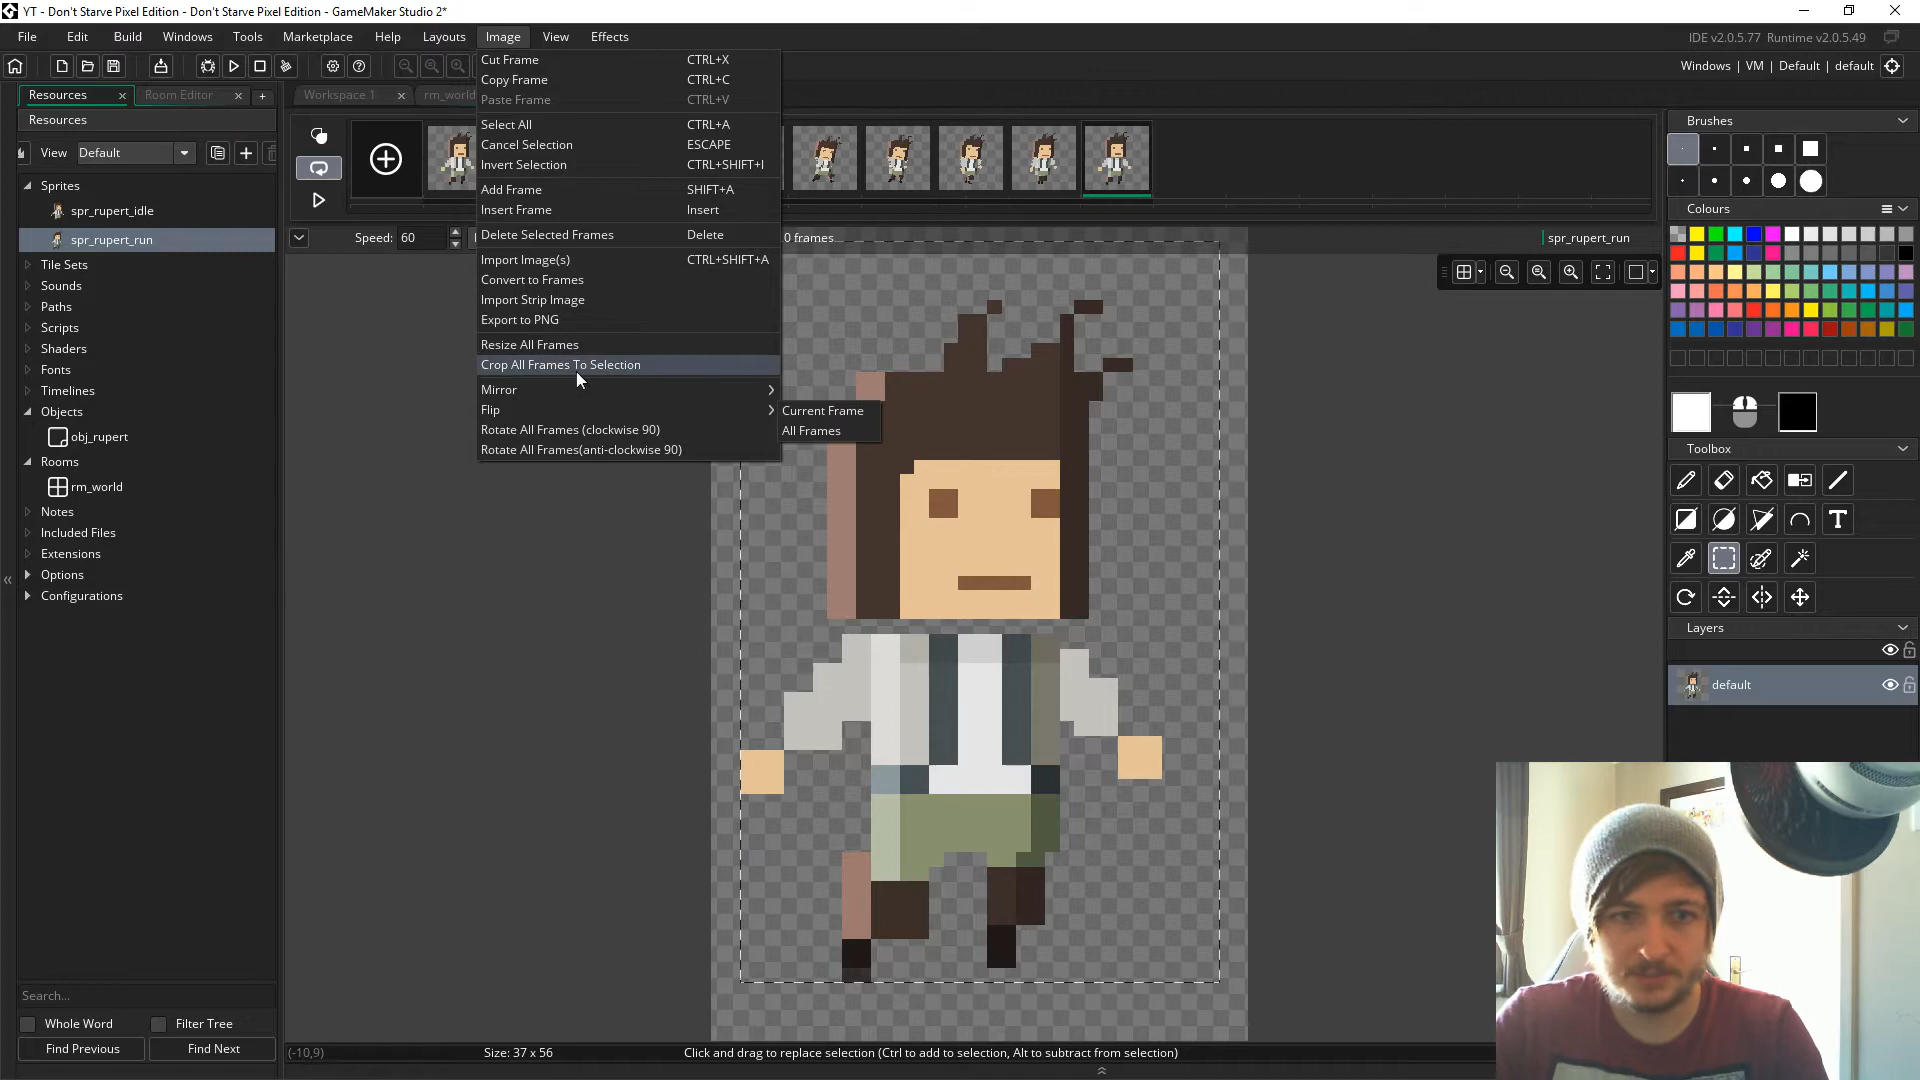 YT - Don't Starve Pixel Edition - Don't Starve Pixel Edition - GameMaker Studio 2*
File Edit Build Windows Tools Marketplace Help Layouts Image View Effects
IDE v2.0.5.77 Runtime v2.0.5.49
Windows | VM | Default | default
Resources
Room Editor
Workspace 1
rm_world
Resources
View Default
Sprites
spr_rupert_idle
spr_rupert_run
Tile Sets
Sounds
Paths
Scripts
Shaders
Fonts
Timelines
Objects
obj_rupert
Rooms
rm_world
Notes
Included Files
Extensions
Options
Configurations
Search...
Whole Word
Filter Tree
Find Previous
Find Next
Cut Frame CTRL+X
Copy Frame CTRL+C
Paste Frame CTRL+V
Select All CTRL+A
Cancel Selection ESCAPE
Invert Selection CTRL+SHIFT+I
Add Frame SHIFT+A
Insert Frame Insert
Delete Selected Frames Delete
Import Image(s) CTRL+SHIFT+A
Convert to Frames
Import Strip Image
Export to PNG
Resize All Frames
Crop All Frames To Selection
Mirror
Flip
Rotate All Frames (clockwise 90)
Rotate All Frames(anti-clockwise 90)
Current Frame
All Frames
Speed: 60
0 frames
spr_rupert_run
Brushes
Colours
Toolbox
T
Layers
default
(-10,9)
Size: 37 x 56
Click and drag to replace selection (Ctrl to add to selection, Alt to subtract from selection)